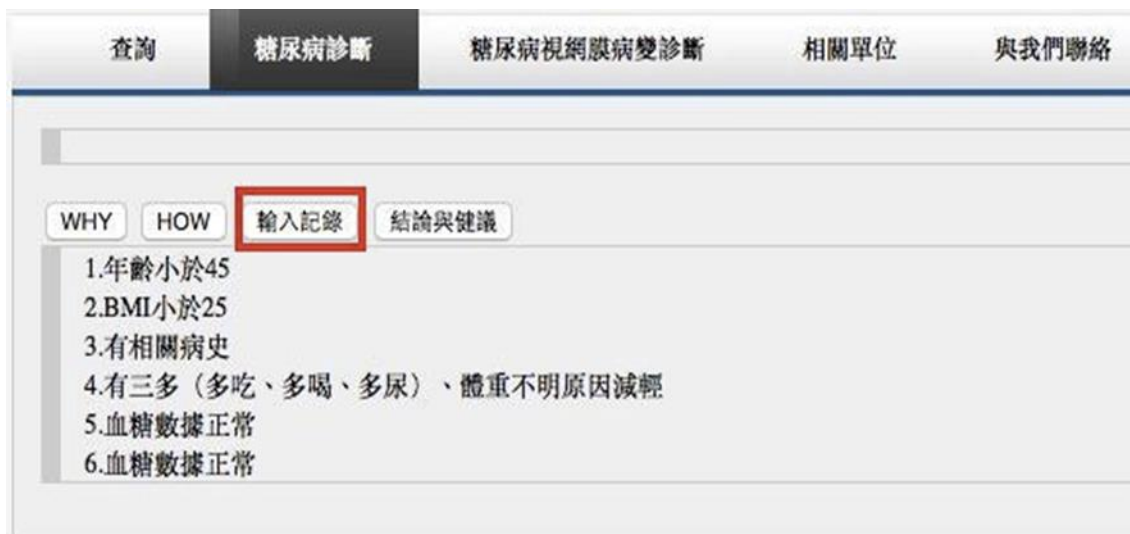 查詢 糖尿病診斷 糖尿病視網膜病變診斷 相關單位 與我們聯絡
WHY HOW 輸入記錄 結論與健議
1.年齡小於45
2.BMI小於25
3.有相關病史
4.有三多（多吃、多喝、多尿）、體重不明原因減輕
5.血糖數據正常
6.血糖數據正常